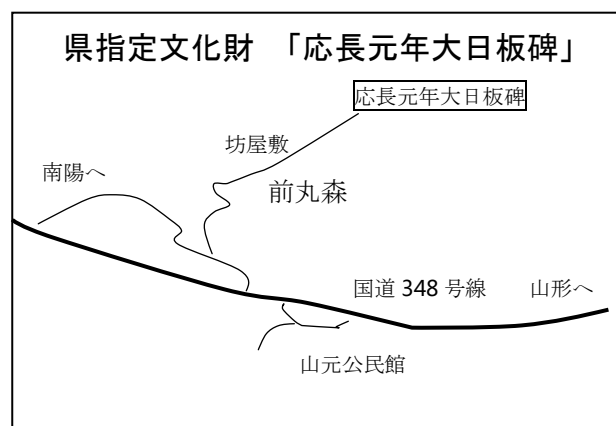 県指定文化財 「応長元年大日板碑」
応長元年大日板碑
坊屋敷
南陽へ
前丸森
国道 348 号線
山形へ
山元公民館